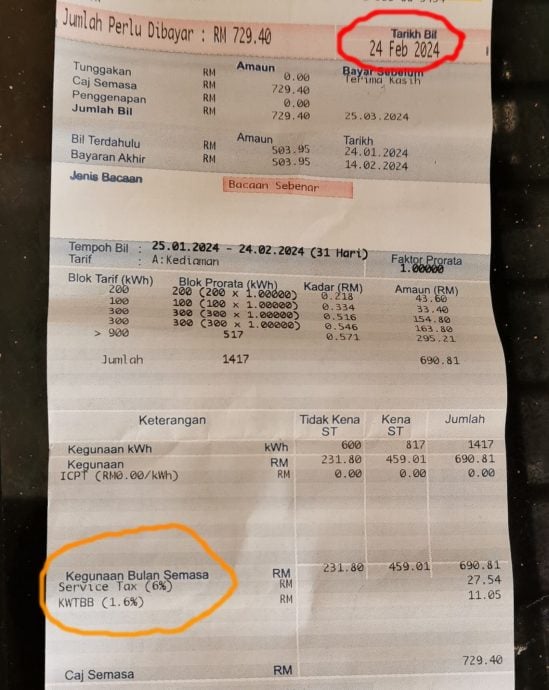 Jumlah Perlu Dibayar : RM 729.40
Tarikh Bil
24 Feb 2024
Amaun Bayar Sebelum
Tunggakan RM 0.00 Terima Kasih
Caj Semasa RM 729.40
Penggenapan RM 0.00
Jumlah Bil RM 729.40 25.03.2024
Amaun Tarikh
Bil Terdahulu RM 503.95 24.01.2024
Bayaran Akhir RM 503.95 14.02.2024
Jenis Bacaan Bacaan Sebenar
Tempoh Bil : 25.01.2024 - 24.02.2024 (31 Hari) Faktor Prorata
Tarif : A:Kediaman 1.00000
Blok Tarif (kWh) Blok Prorata (kWh) Kadar (RM) Amaun (RM)
200 200 (200 x 1.00000) 0.218 43.60
100 100 (100 x 1.00000) 0.334 33.40
300 300 (300 x 1.00000) 0.516 154.80
300 300 (300 x 1.00000) 0.546 163.80
> 900 517 0.571 295.21
Jumlah 1417 690.81
Keterangan Tidak Kena ST Kena ST Jumlah
Kegunaan kWh kWh 600 817 1417
Kegunaan RM 231.80 459.01 690.81
ICPT (RM0.00/kWh) RM 0.00 0.00 0.00
Kegunaan Bulan Semasa RM 231.80 459.01 690.81
Service Tax (6%) RM 27.54
KWTBB (1.6%) RM 11.05
Caj Semasa RM 729.40